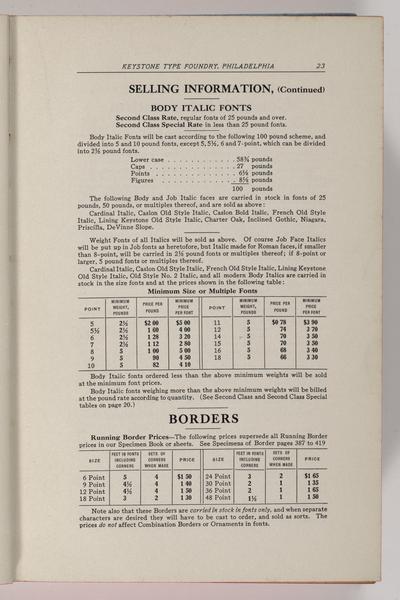 KEYSTONE TYPE FOUNDRY, PHILADELPHIA 23
SELLING INFORMATION, (Continued)
BODY ITALIC FONTS
Second Class Rate, regular fonts of 25 pounds and over.
Second Class Special Rate in less than 25 pound fonts.
Body Italic Fonts will be cast according to the following 100 pound scheme, and
divided into 5 and 10 pound fonts, except 5, 5½, 6 and 7-point, which can be divided
into 2½ pound fonts.
Lower case . . . . . . . . . . . . 58¾ pounds
Caps . . . . . . . . . . . . . . . 27 pounds
Points . . . . . . . . . . . . . . 6¼ pounds
Figures . . . . . . . . . . . . . 8 pounds
100 pounds
The following Body and Job Italic faces are carried in stock in fonts of 25
pounds, 50 pounds, or multiples thereof, and are sold as above:
Cardinal Italic, Caslon Old Style Italic, Caslon Bold Italic, French Old Style
Italic, Lining Keystone Old Style Italic, Charter Oak, Inclined Gothic, Niagara,
Priscilla, DeVinne Slope.
Weight Fonts of all Italics will be sold as above. Of course Job Face Italics
will be put up in Job fonts as heretofore, but Italic made for Roman faces, if smaller
than 8-point, will be carried in 2½ pound fonts or multiples thereof; if 8-point or
larger, 5 pound fonts or multiples thereof.
Cardinal Italic, Caslon Old Style Italic, French Old Style Italic, Lining Keystone
Old Style Italic, Old Style No. 2 Italic, and all modern Body Italics are carried in
stock in the size fonts and at the prices shown in the following table:
Minimum Size or Multiple Fonts
POINT MINIMUM WEIGHT, POUNDS PRICE PER POUND MINIMUM PRICE PER FONT POINT MINIMUM WEIGHT, POUNDS PRICE PER POUND MINIMUM PRICE PER FONT
5 2½ $2 00 $5 00 11 5 $0 78 $3 90
5½ 2½ 1 60 4 00 12 5 74 3 70
6 2½ 1 28 3 20 14 5 70 3 50
7 2½ 1 12 2 80 15 5 70 3 50
8 5 1 00 5 00 16 5 68 3 40
9 5 90 4 50 18 5 66 3 30
10 5 82 4 10
Body Italic fonts ordered less than the above minimum weights will be sold
at the minimum font prices.
Body Italic fonts weighing more than the above minimum weights will be billed
at the pound rate according to quantity. (See Second Class and Second Class Special
tables on page 20.)
BORDERS
Running Border Prices—The following prices supersede all Running Border
prices in our Specimen Book or sheets. See Specimens of Border pages 387 to 419
SIZE FEET IN FONTS INCLUDING CORNERS SETS OF CORNERS WHEN MADE PRICE SIZE FEET IN FONTS INCLUDING CORNERS SETS OF CORNERS WHEN MADE PRICE
6 Point 5 4 $1 50 24 Point 3 2 $1 65
9 Point 4½ 4 1 40 30 Point 2 1 1 35
12 Point 4½ 4 1 50 36 Point 2 1 1 65
18 Point 3 2 1 30 48 Point 1½ 1 1 50
Note also that these Borders are carried in stock in fonts only, and when separate
characters are desired they will have to be cast to order, and sold as sorts. The
prices do not affect Combination Borders or Ornaments in fonts.